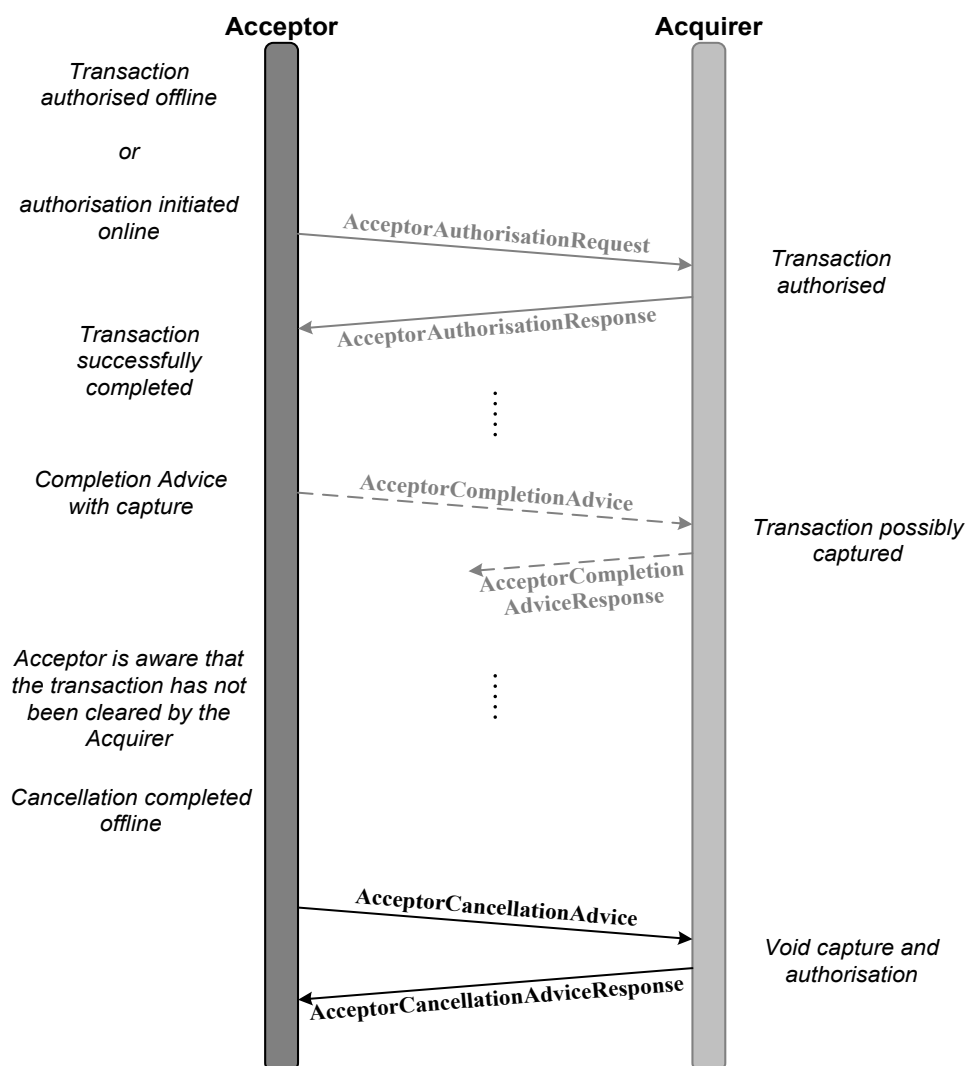 Acceptor
Acquirer
Transaction
authorised offline
or
authorisation initiated
online
AcceptorAuthorisationRequest
Transaction
authorised
AcceptorAuthorisationResponse
Transaction
successfully
completed
Completion Advice
with capture
AcceptorCompletionAdvice
Transaction possibly
captured
AcceptorCompletion
AdviceResponse
Acceptor is aware that
the transaction has not
been cleared by the
Acquirer
Cancellation completed
offline
AcceptorCancellationAdvice
Void capture and
authorisation
AcceptorCancellationAdviceResponse